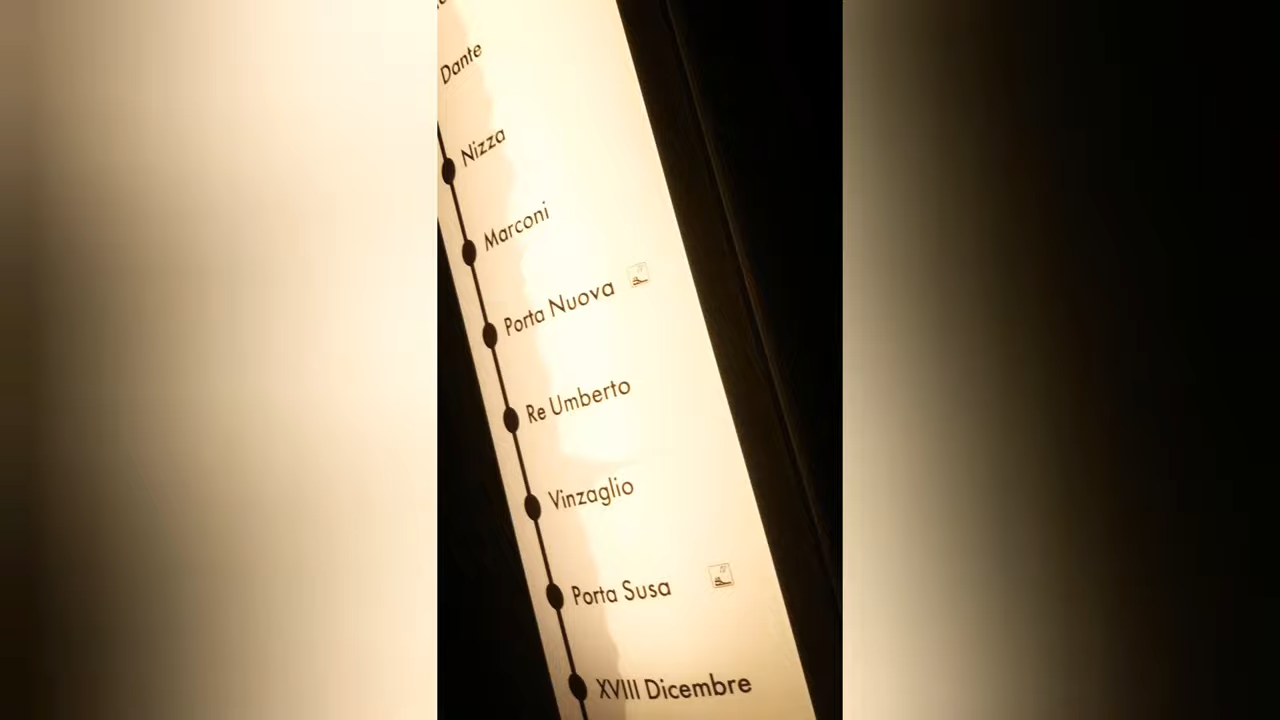 Dante
Nizza
Marconi
Porta Nuova
Re Umberto
Vinzaglio
Porta Susa
XVIII Dicembre